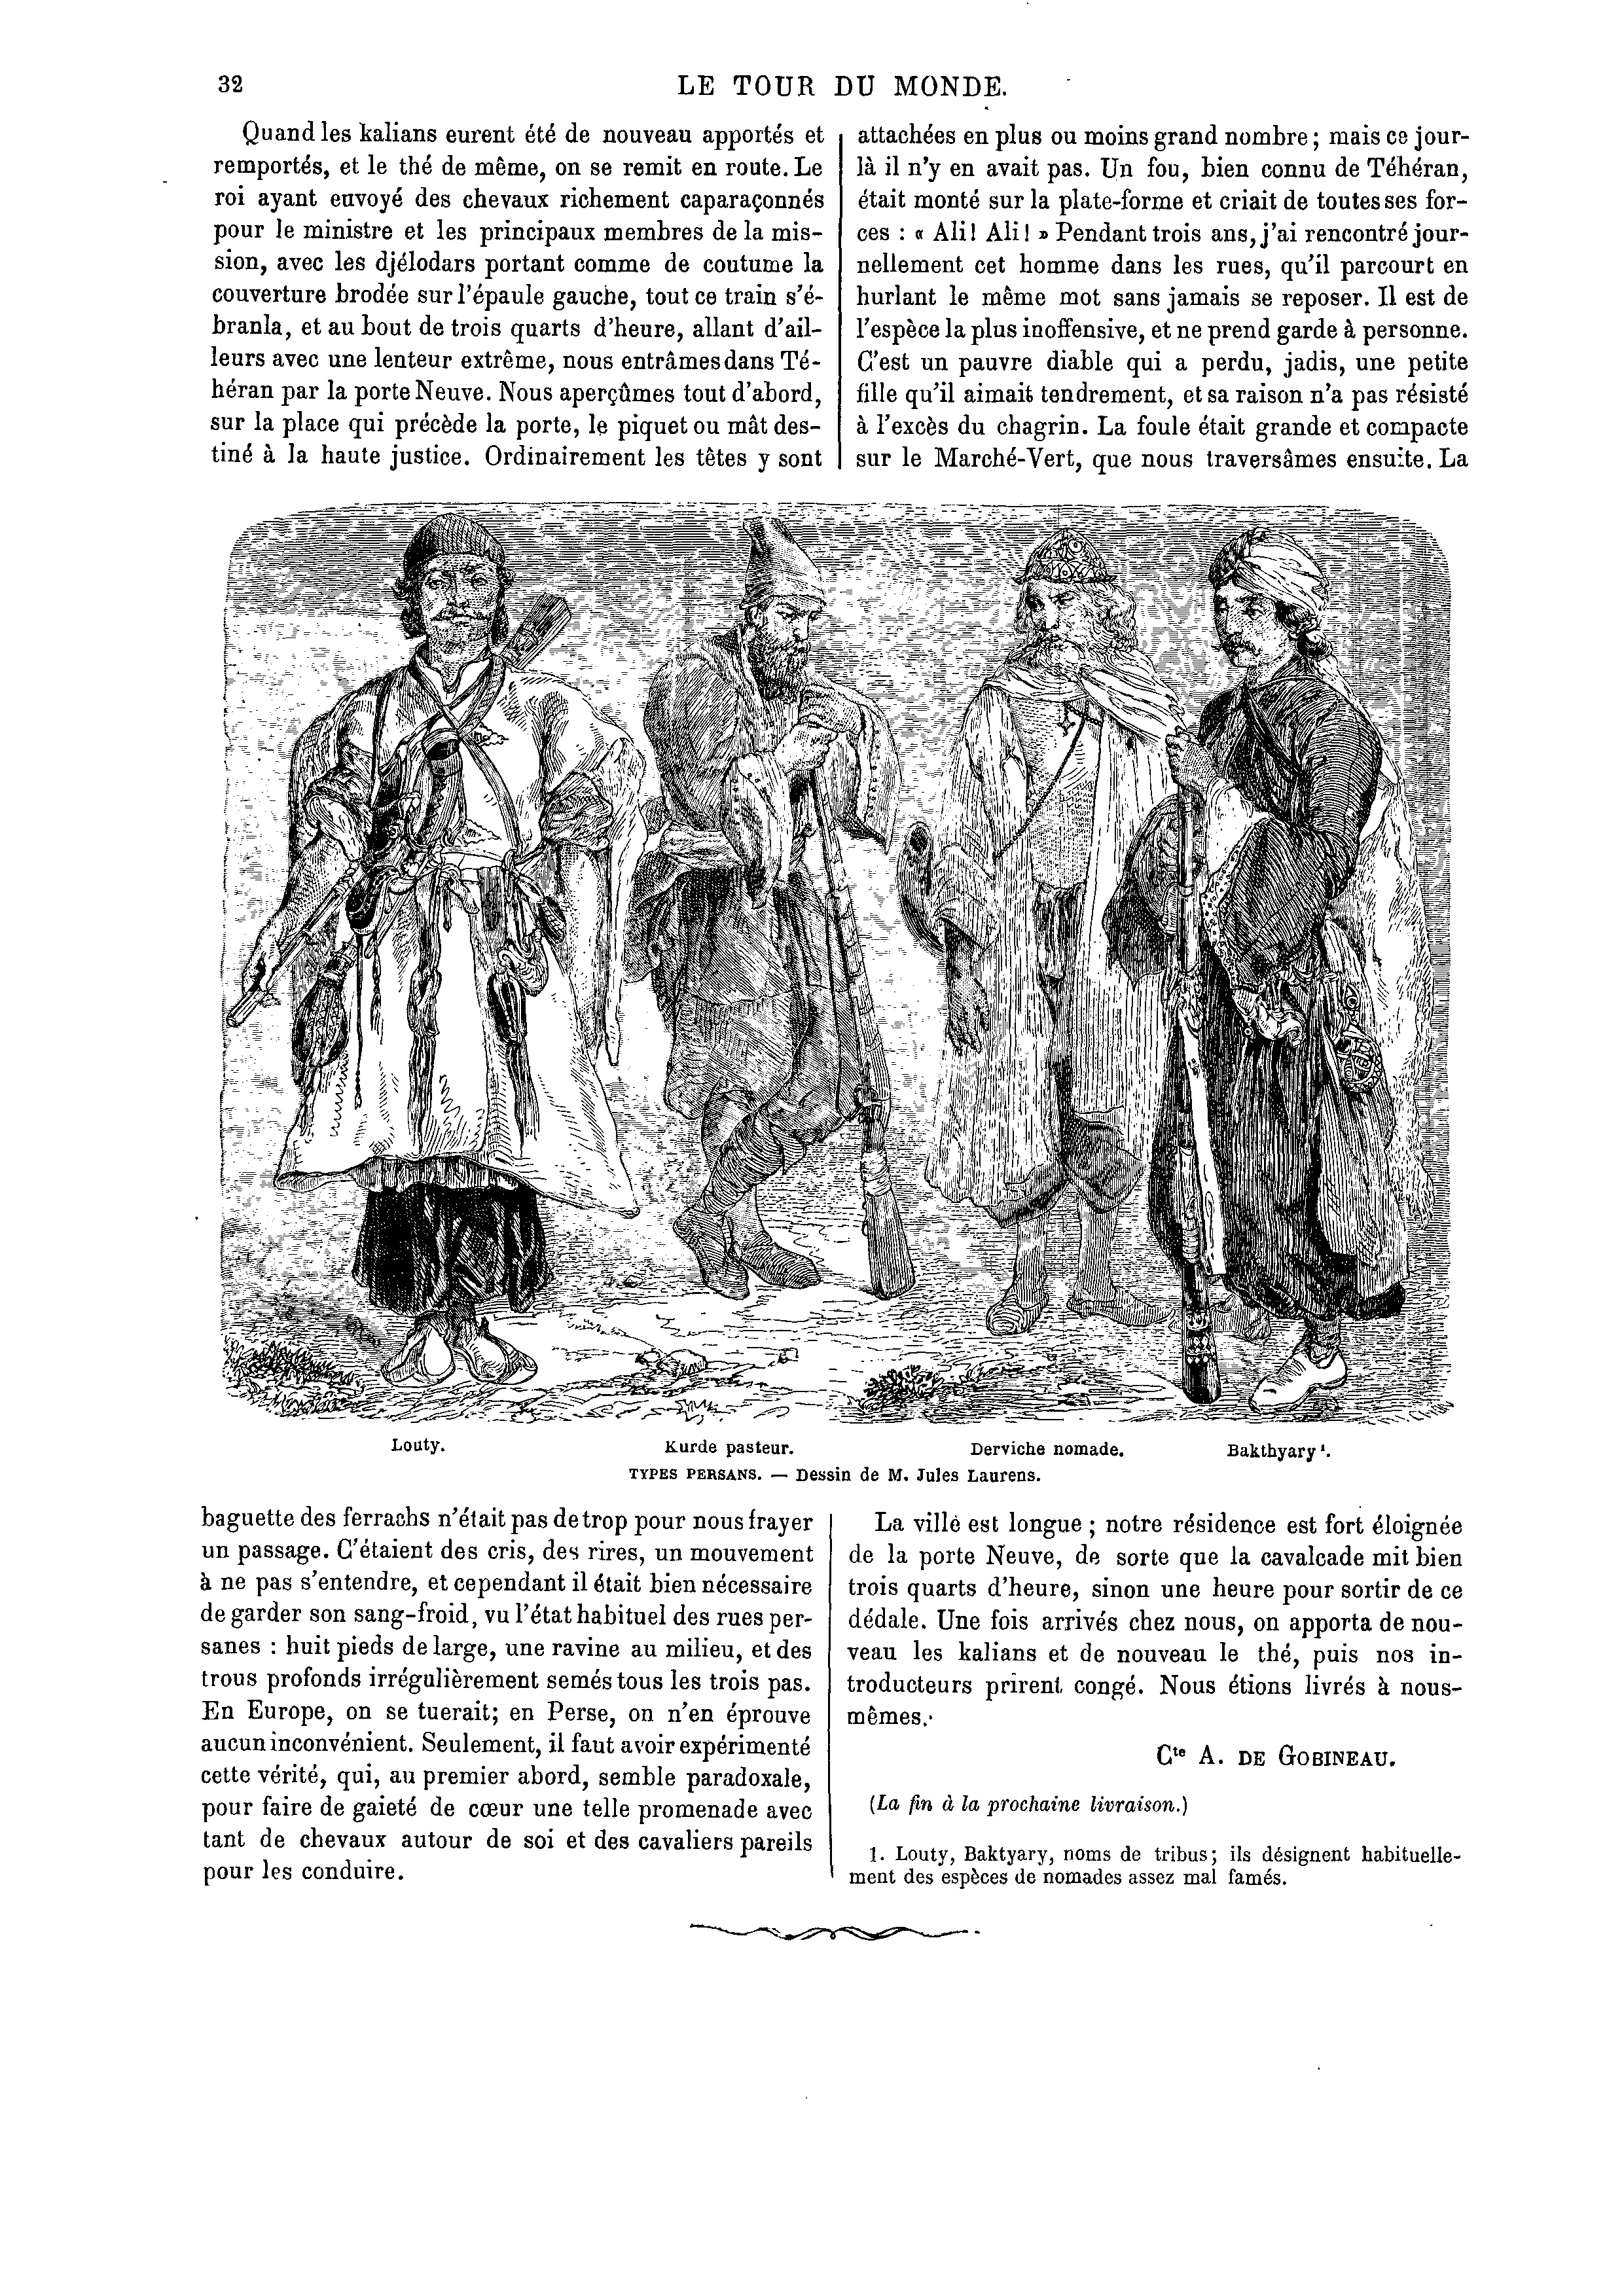 32
LE TOUR DU MONDE.
Quand les kalians eurent été de nouveau apportés et
remportés, et le thé de même, on se remit en route. Le
roi ayant envoyé des chevaux richement caparaçonnés
pour le ministre et les principaux membres de la mis-
sion, avec les djélodars portant comme de coutume la
couverture brodée sur l'épaule gauche, tout ce train s'é-
branla, et au bout de trois quarts d'heure, allant d'ail-
leurs avec une lenteur extrême, nous entrâmes dans Té-
héran par la porte Neuve. Nous aperçûmes tout d'abord,
sur la place qui précède la porte, le piquet ou mât des-
tiné à la haute justice. Ordinairement les têtes y sont
attachées en plus ou moins grand nombre ; mais ce jour-
là il n'y en avait pas. Un fou, bien connu de Téhéran,
était monté sur la plate-forme et criait de toutes ses for-
ces : « Ali! Ali! » Pendant trois ans, j'ai rencontré jour-
nellement cet homme dans les rues, qu'il parcourt en
hurlant le même mot sans jamais se reposer. Il est de
l'espèce la plus inoffensive, et ne prend garde à personne.
C'est un pauvre diable qui a perdu, jadis, une petite
fille qu'il aimait tendrement, et sa raison n'a pas résisté
à l'excès du chagrin. La foule était grande et compacte
sur le Marché-Vert, que nous traversâmes ensuite. La
Louty.
Kurde pasteur.
Derviche nomade.
Bakthyary ¹.
TYPES PERSANS. — Dessin de M. Jules Laurens.
baguette des ferrachs n'était pas de trop pour nous frayer
un passage. C'étaient des cris, des rires, un mouvement
à ne pas s'entendre, et cependant il était bien nécessaire
de garder son sang-froid, vu l'état habituel des rues per-
sanes : huit pieds de large, une ravine au milieu, et des
trous profonds irrégulièrement semés tous les trois pas.
En Europe, on se tuerait; en Perse, on n'en éprouve
aucun inconvénient. Seulement, il faut avoir expérimenté
cette vérité, qui, au premier abord, semble paradoxale,
pour faire de gaieté de cœur une telle promenade avec
tant de chevaux autour de soi et des cavaliers pareils
pour les conduire.
La ville est longue ; notre résidence est fort éloignée
de la porte Neuve, de sorte que la cavalcade mit bien
trois quarts d'heure, sinon une heure pour sortir de ce
dédale. Une fois arrivés chez nous, on apporta de nou-
veau les kalians et de nouveau le thé, puis nos in-
troducteurs prirent congé. Nous étions livrés à nous-
mêmes.
Cte A. DE GOBINEAU.
(La fin à la prochaine livraison.)
1. Louty, Baktyary, noms de tribus; ils désignent habituelle-
ment des espèces de nomades assez mal famés.